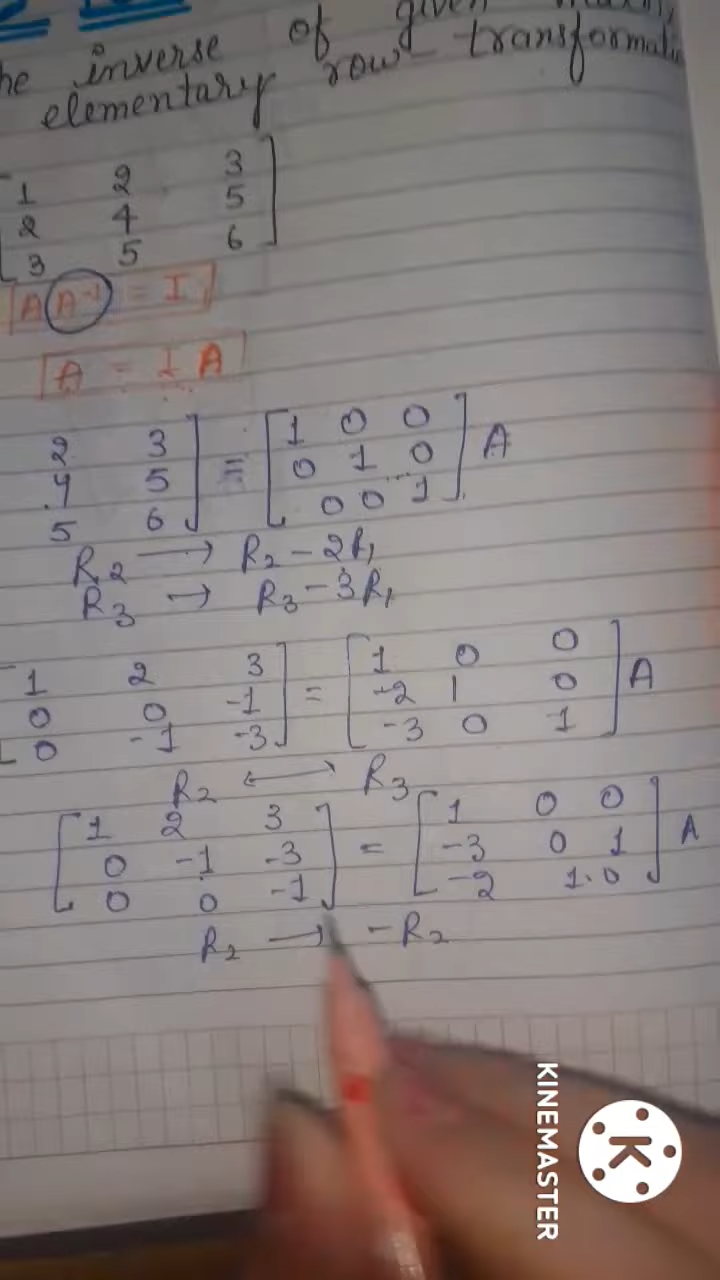 of given
he inverse
elementary row transformati
1 2 3
2 4 5
3 5 6
A A⁻¹ = I
A = I A
2 3 = 1 0 0 A
4 5 0 1 0
5 6 0 0 1
R₂ → R₂ - 2R₁
R₃ → R₃ - 3R₁
1 2 3 = 1 0 0 A
0 0 -1 -2 1 0
0 -1 -3 -3 0 1
R₂ ↔ R₃
1 2 3 = 1 0 0 A
0 -1 -3 -3 0 1
0 0 -1 -2 1 0
R₂ → -R₂
KINEMASTER